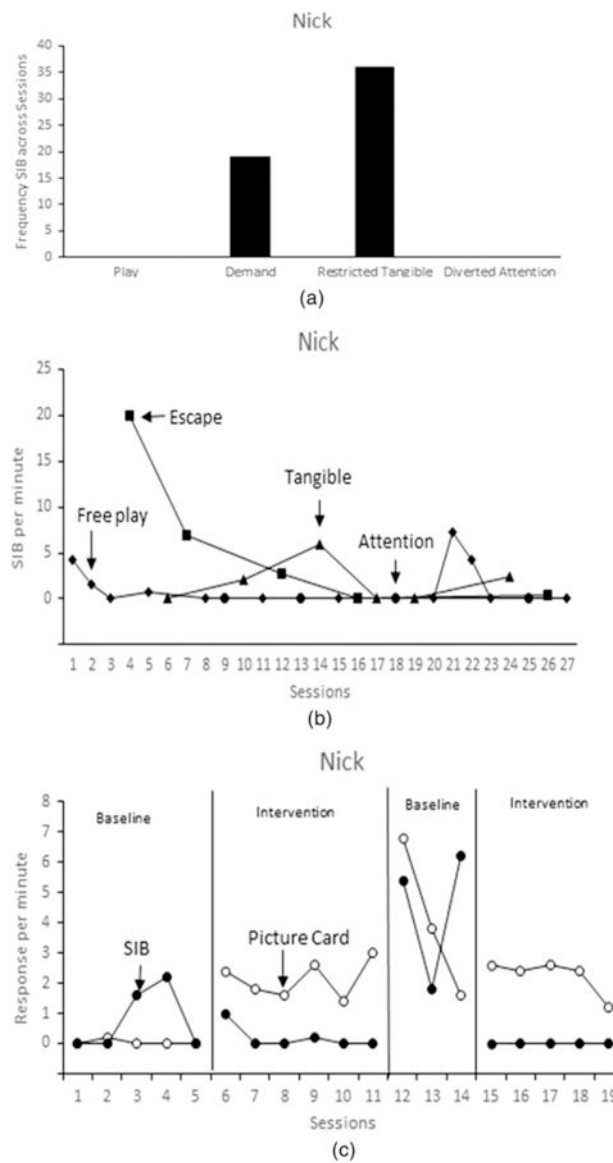 Nick
Frequency SIB across Sessions
40
35
30
25
20
15
10
5
0
Play Demand Restricted Tangible Diverted Attention
(a)
Nick
SIB per minute
25
20
15
10
5
0
Escape
Tangible
Free play
Attention
1 2 3 4 5 6 7 8 9 10 11 12 13 14 15 16 17 18 19 20 21 22 23 24 25 26 27
Sessions
(b)
Nick
Response per minute
8
7
6
5
4
3
2
1
0
Baseline Intervention Baseline Intervention
SIB
Picture Card
1 2 3 4 5 6 7 8 9 10 11 12 13 14 15 16 17 18 19
Sessions
(c)